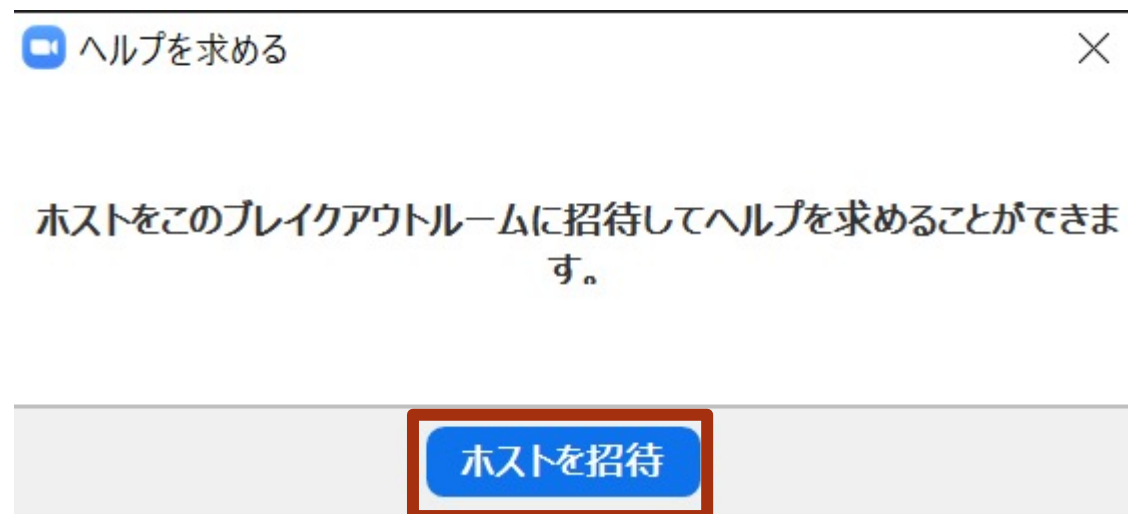 ヘルプを求める
ホストをこのブレイクアウトルームに招待してヘルプを求めることができま
す。
ホストを招待